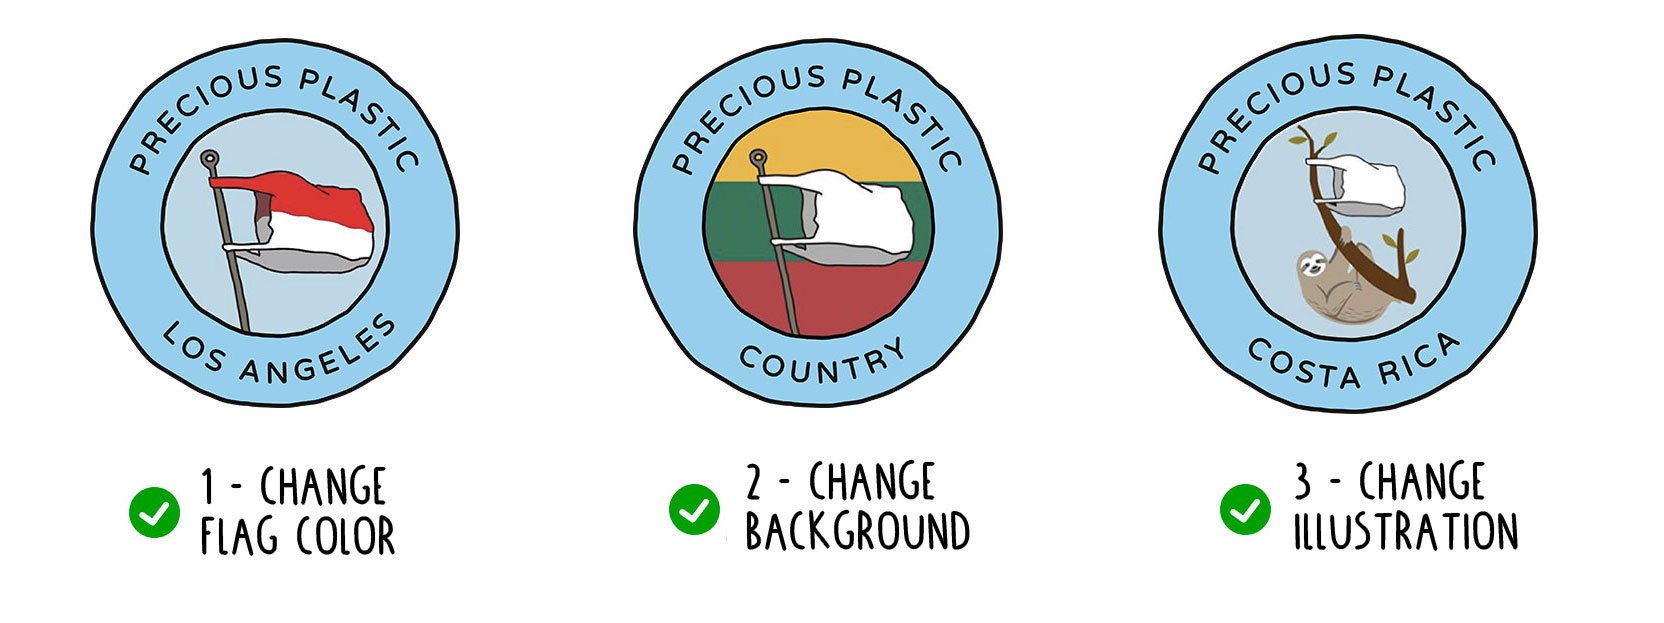 PRECIOUS PLASTIC
LOS ANGELES
1 - CHANGE
FLAG COLOR
PRECIOUS PLASTIC
COUNTRY
2 - CHANGE
BACKGROUND
PRECIOUS PLASTIC
COSTA RICA
3 - CHANGE
ILLUSTRATION